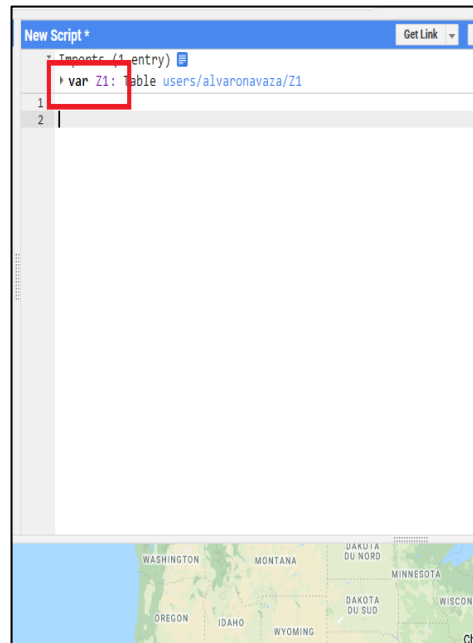 New Script *
Get Link
Imports (1 entry)
var Z1: Table users/alvaronavaza/Z1
1
2
WASHINGTON
MONTANA
DAKOTA
DU NORD
MINNESOTA
OREGON
IDAHO
WYOMING
DAKOTA
DU SUD
WISCON
Ch